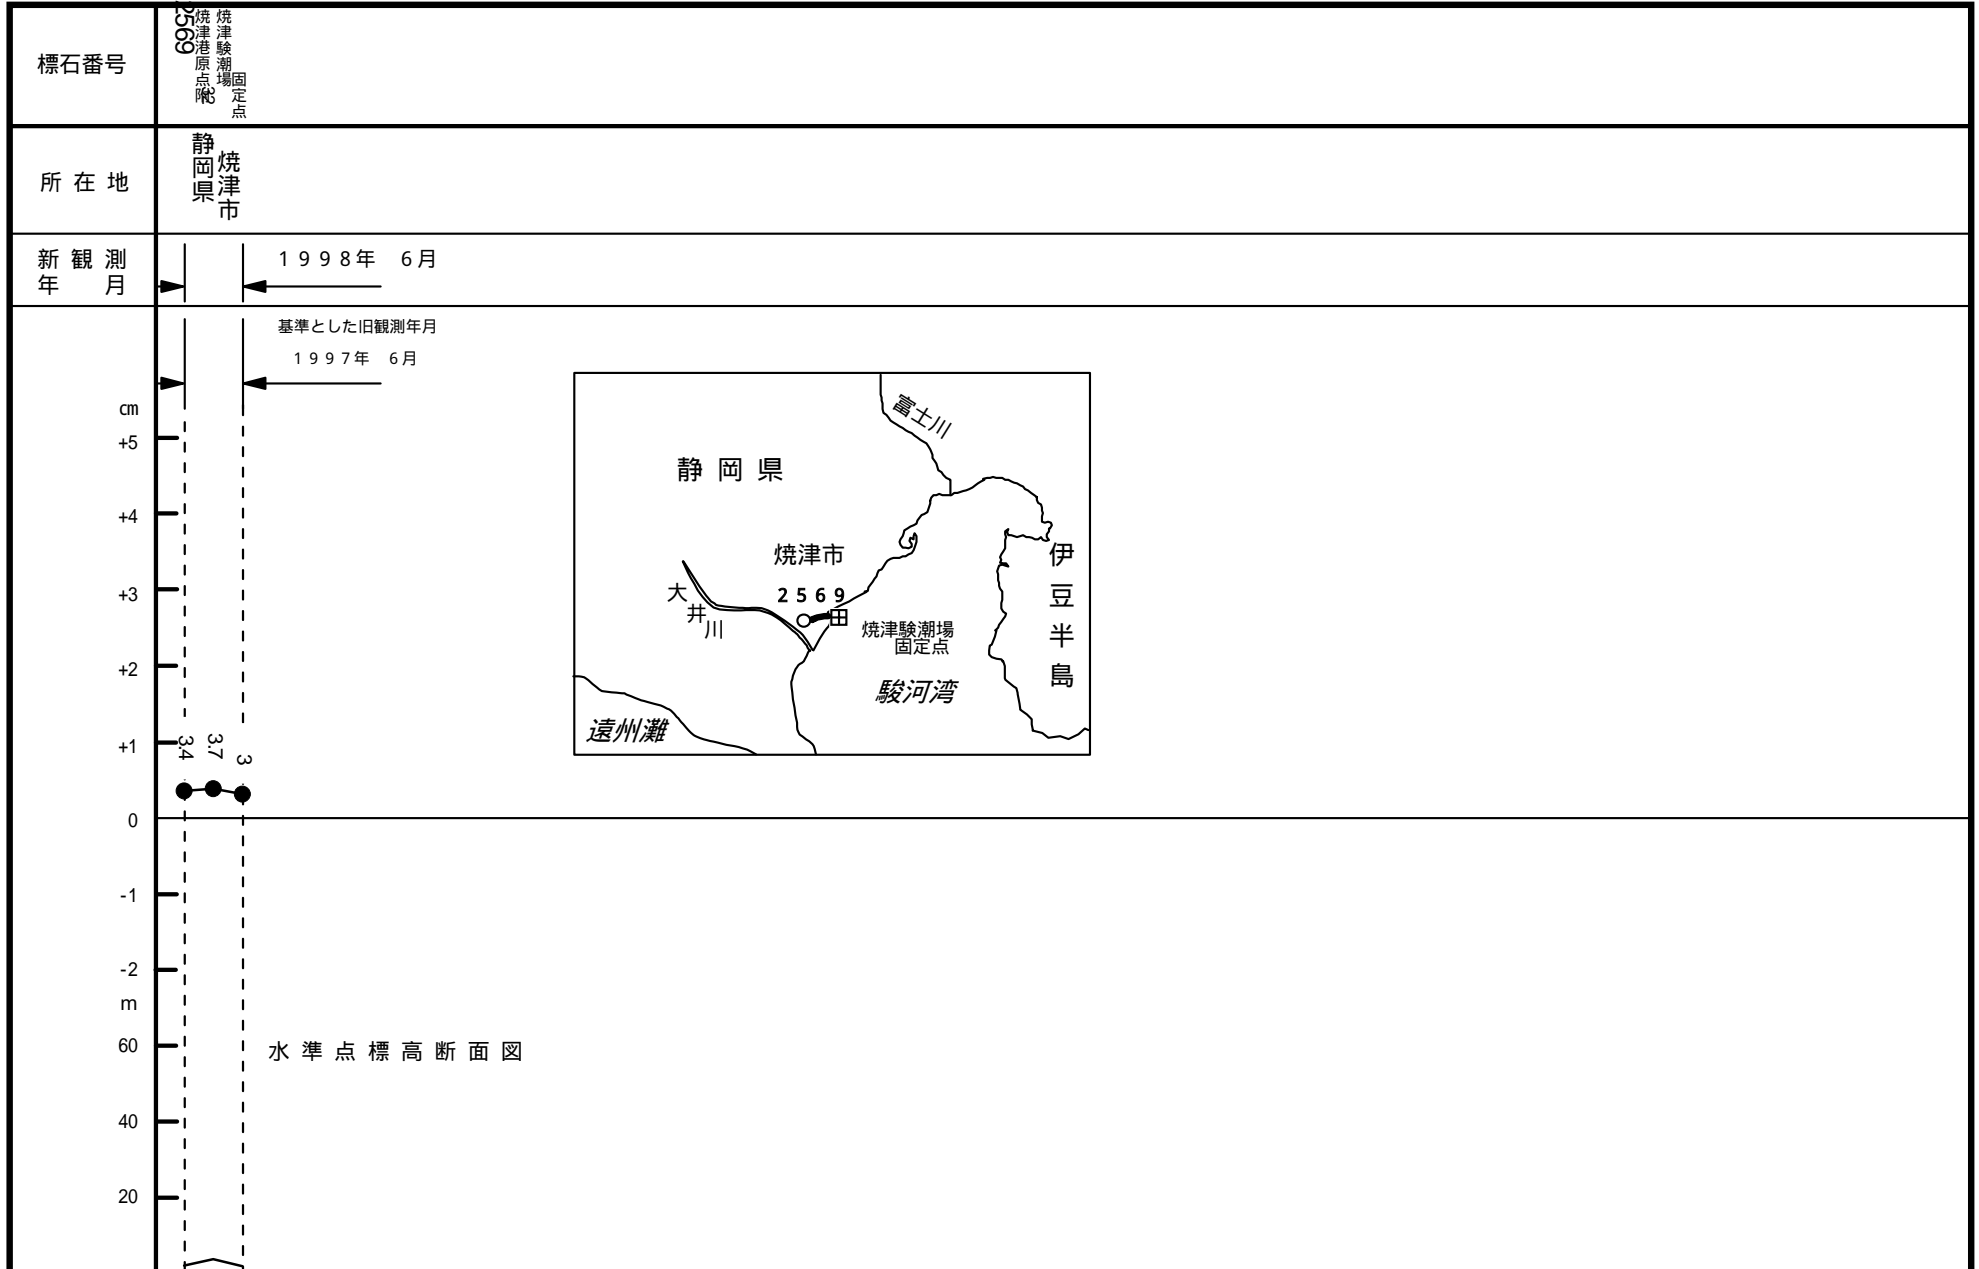 標石番号
2569
焼津港原点隣
焼津験潮場
固定点
所在地
静岡県
焼津市
新観測
年月
1998年 6月
基準とした旧観測年月
1997年 6月
cm
+5
+4
+3
+2
+1
0
-1
-2
m
60
40
20
3.4
3.7
3
富士川
静岡県
焼津市
2569
大井川
焼津験潮場
固定点
伊豆半島
駿河湾
遠州灘
水準点標高断面図